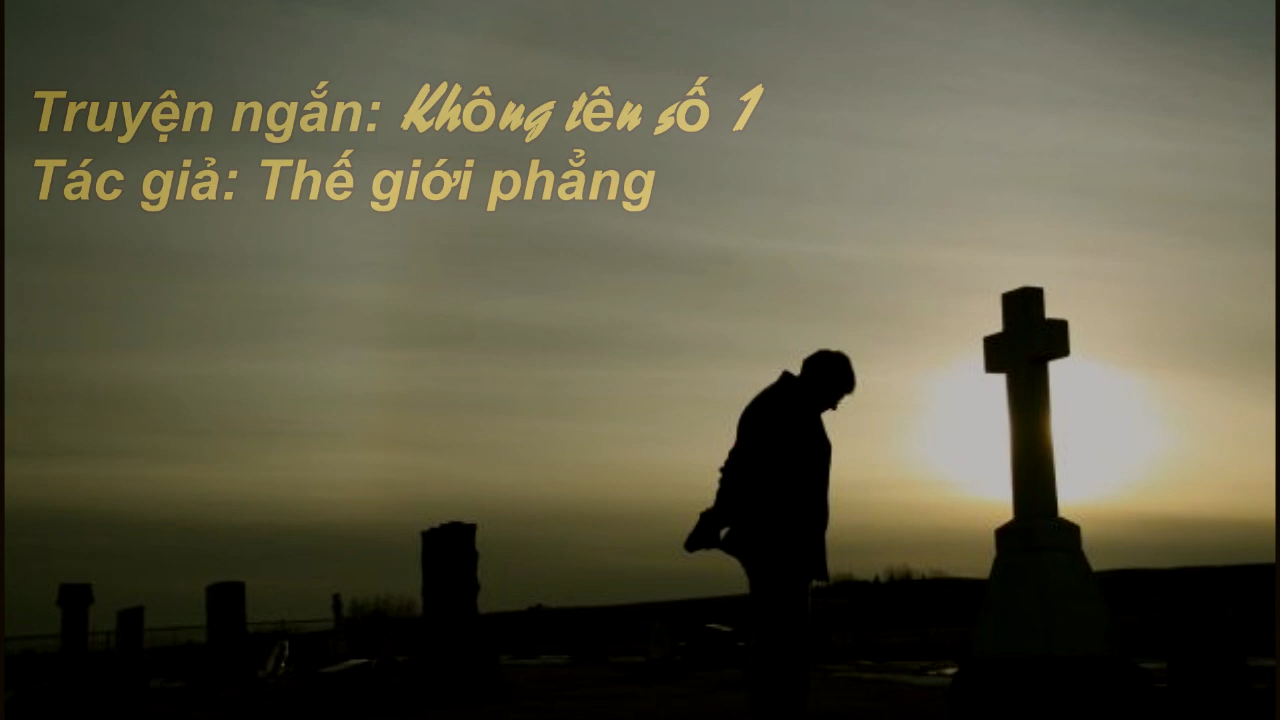 Truyện ngắn: Không tên số 1
Tác giả: Thế giới phẳng